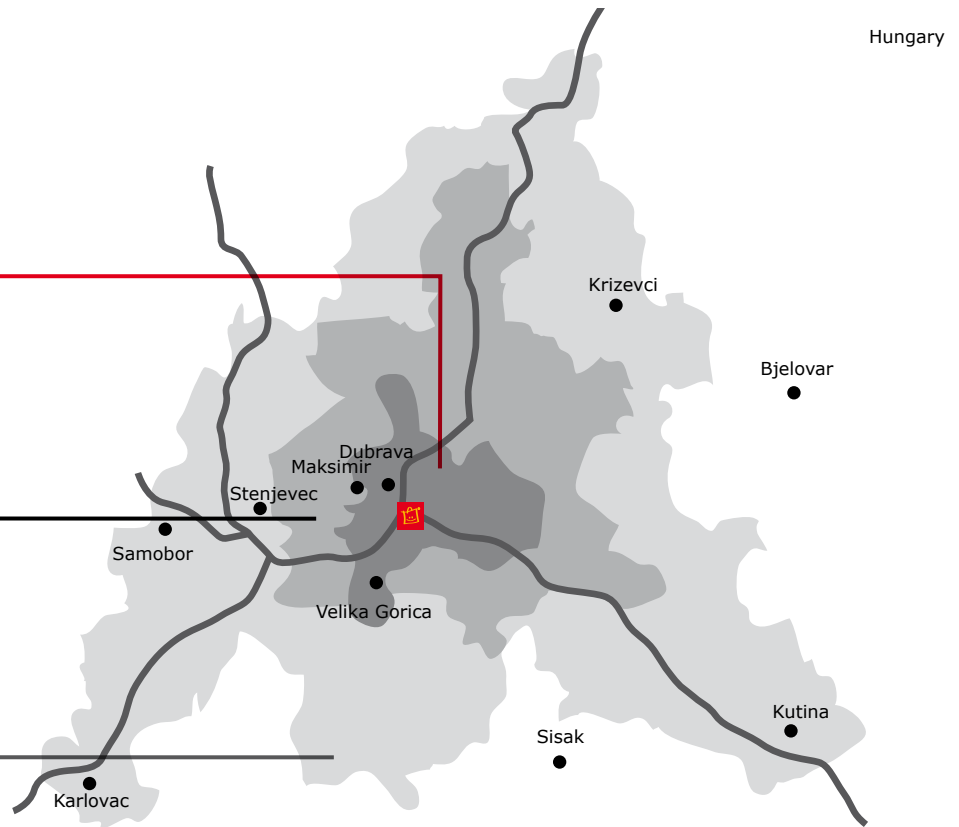 Hungary
Krizevci
Bjelovar
Dubrava
Maksimir
Stenjevec
Samobor
Velika Gorica
Kutina
Sisak
Karlovac